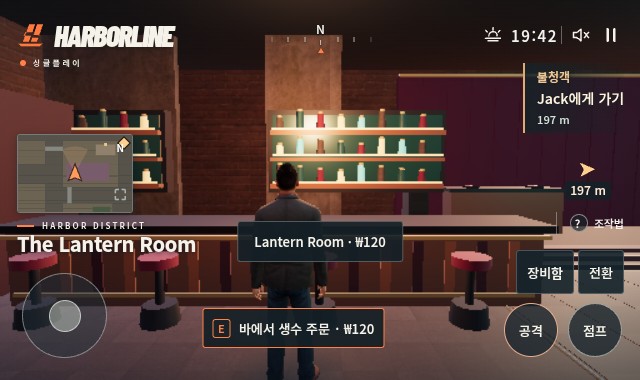 HARBORLINE
싱글플레이
N
19:42
불청객
Jack에게 가기
197 m
N
197 m
HARBOR DISTRICT
The Lantern Room
? 조작법
Lantern Room · ₩120
장비함
전환
E 바에서 생수 주문 · ₩120
공격
점프